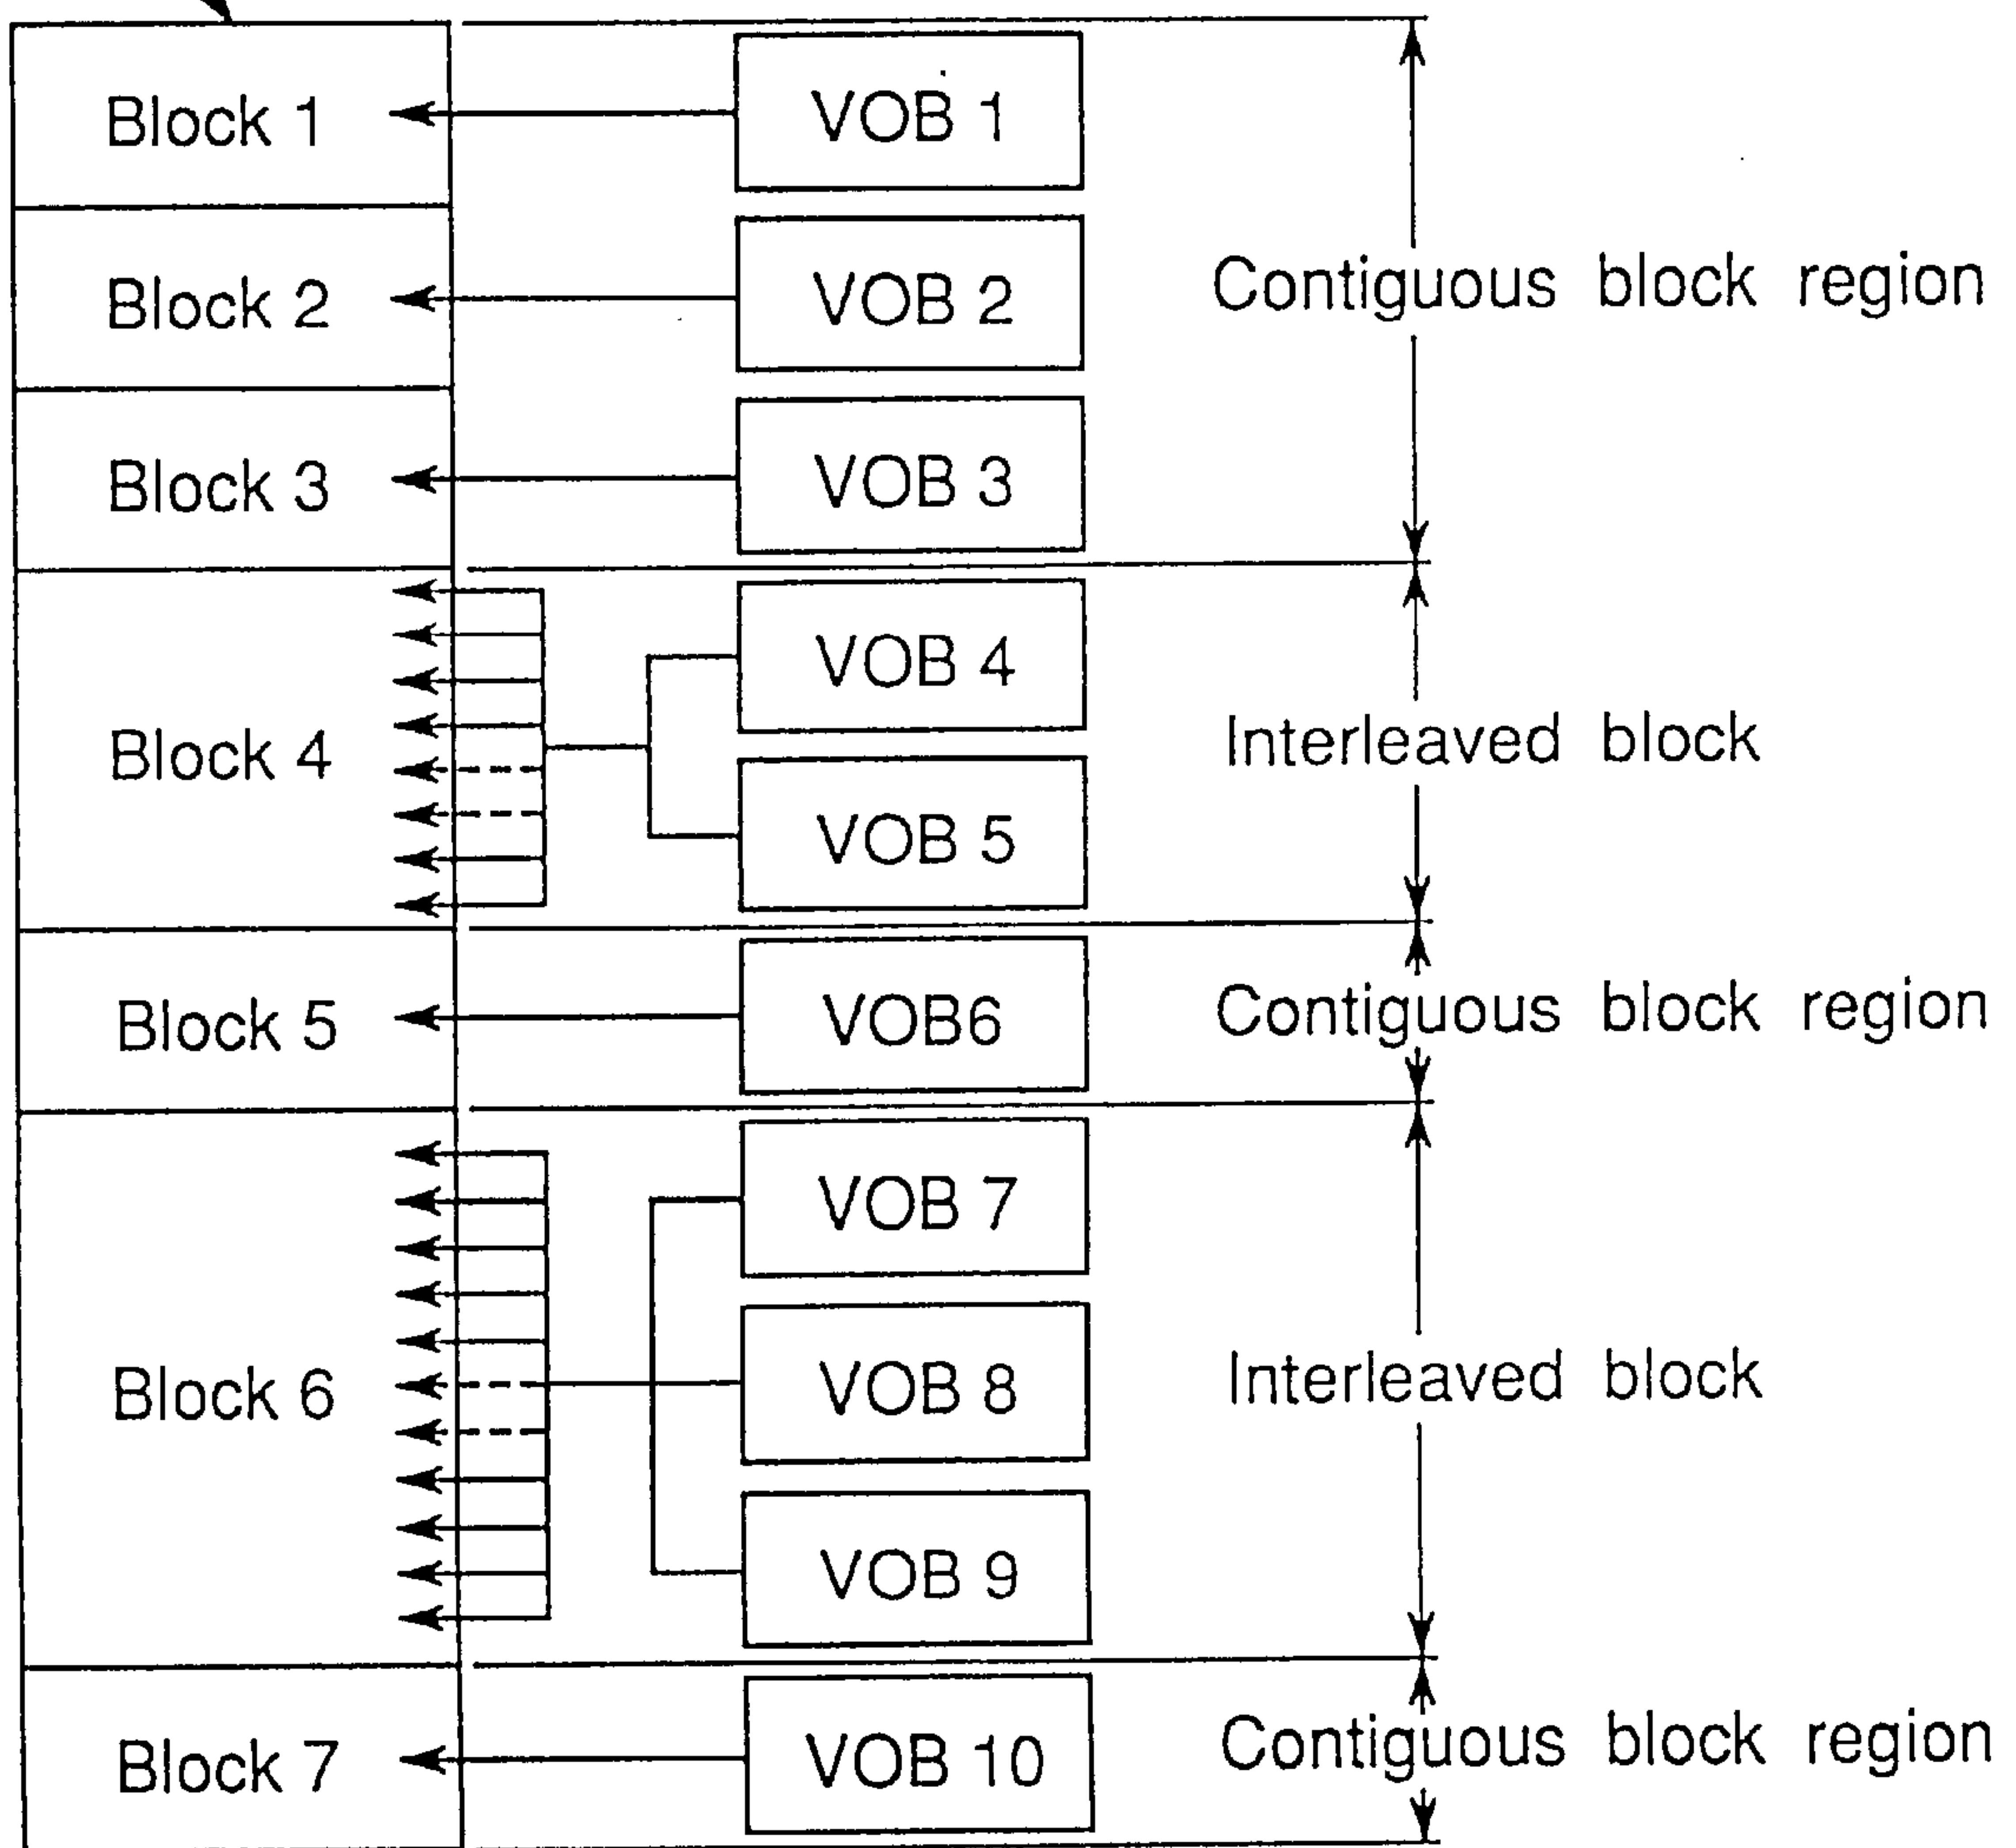 Block 1
VOB 1
Block 2
VOB 2
Contiguous block region
Block 3
VOB 3
Block 4
VOB 4
Interleaved block
VOB 5
Block 5
VOB6
Contiguous block region
Block 6
VOB 7
VOB 8
Interleaved block
VOB 9
Block 7
VOB 10
Contiguous block region